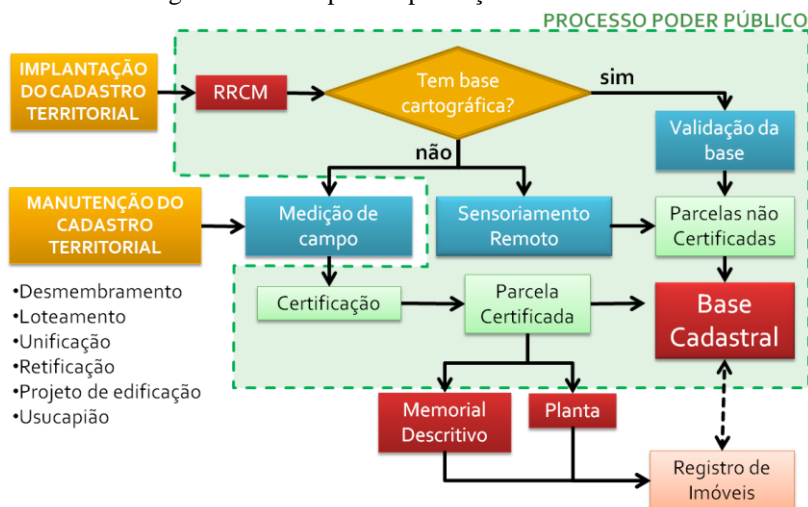 PROCESSO PODER PÚBLICO
IMPLANTAÇÃO
DO CADASTRO
TERRITORIAL
RRCM
Tem base
cartográfica?
sim
não
Validação da
base
MANUTENÇÃO DO
CADASTRO
TERRITORIAL
Medição de
campo
Sensoriamento
Remoto
Parcelas não
Certificadas
•Desmembramento
•Loteamento
•Unificação
•Retificação
•Projeto de edificação
•Usucapião
Certificação
Parcela
Certificada
Base
Cadastral
Memorial
Descritivo
Planta
Registro de
Imóveis